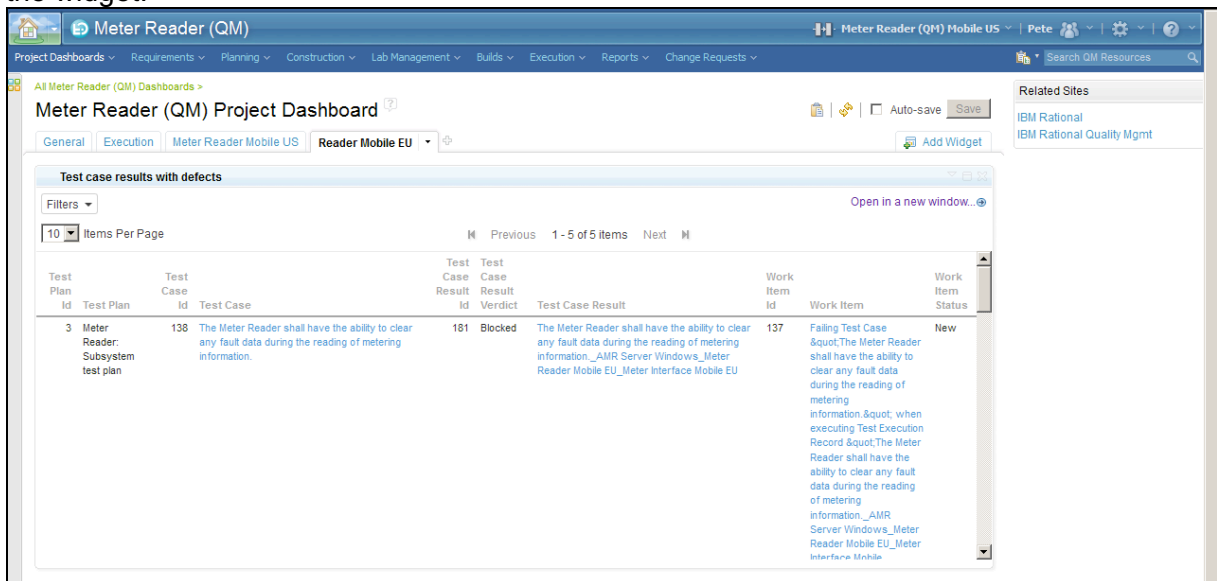 the widget.
Meter Reader (QM)
Meter Reader (QM) Mobile US | Pete
Project Dashboards Requirements Planning Construction Lab Management Builds Execution Reports Change Requests
Search QM Resources
All Meter Reader (QM) Dashboards >
Meter Reader (QM) Project Dashboard ?
Auto-save Save
General Execution Meter Reader Mobile US Reader Mobile EU
Add Widget
Related Sites
IBM Rational
IBM Rational Quality Mgmt
Test case results with defects
Filters
Open in a new window...
10 Items Per Page
Previous 1 - 5 of 5 items Next
Test
Plan
Id
Test Plan
Test
Case
Id
Test Case
Test
Case
Result
Id
Test
Case
Result
Verdict
Test Case Result
Work
Item
Id
Work Item
Work
Item
Status
3
Meter
Reader:
Subsystem
test plan
138
The Meter Reader shall have the ability to clear
any fault data during the reading of metering
information.
181
Blocked
The Meter Reader shall have the ability to clear
any fault data during the reading of metering
information._AMR Server Windows_Meter
Reader Mobile EU_Meter Interface Mobile EU
137
Failing Test Case
&quot;The Meter Reader
shall have the ability to
clear any fault data
during the reading of
metering
information.&quot; when
executing Test Execution
Record &quot;The Meter
Reader shall have the
ability to clear any fault
data during the reading
of metering
information._AMR
Server Windows_Meter
Reader Mobile EU_Meter
Interface Mobile
New